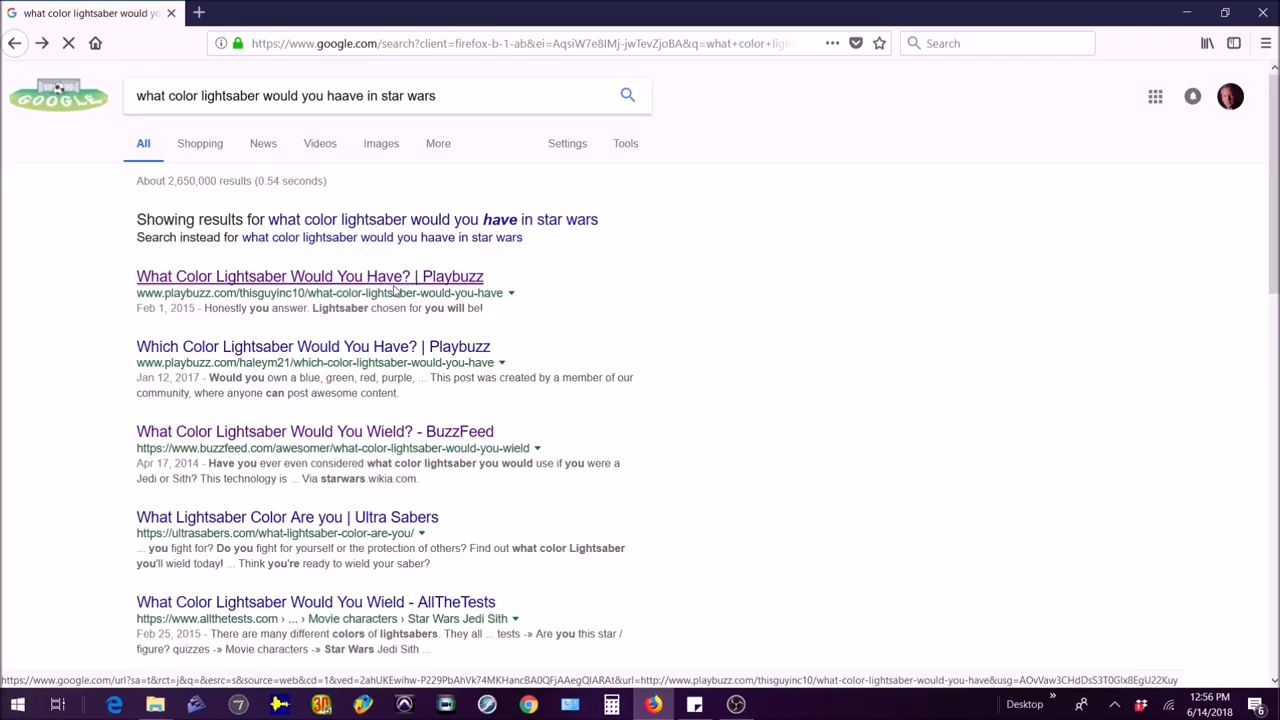 what color lightsaber would yo
https://www.google.com/search?client=firefox-b-1-ab&ei=AqsiW7e8IMj-jwTevZjoBA&q=what+color+ligh
Search
GOOGLE
what color lightsaber would you haave in star wars
All Shopping News Videos Images More Settings Tools
About 2,650,000 results (0.54 seconds)
Showing results for what color lightsaber would you have in star wars
Search instead for what color lightsaber would you haave in star wars
What Color Lightsaber Would You Have? | Playbuzz
www.playbuzz.com/thisguyinc10/what-color-lightsaber-would-you-have
Feb 1, 2015 - Honestly you answer. Lightsaber chosen for you will be!
Which Color Lightsaber Would You Have? | Playbuzz
www.playbuzz.com/haleym21/which-color-lightsaber-would-you-have
Jan 12, 2017 - Would you own a blue, green, red, purple, ... This post was created by a member of our
community, where anyone can post awesome content.
What Color Lightsaber Would You Wield? - BuzzFeed
https://www.buzzfeed.com/awesomer/what-color-lightsaber-would-you-wield
Apr 17, 2014 - Have you ever even considered what color lightsaber you would use if you were a
Jedi or Sith? This technology is ... Via starwars.wikia.com.
What Lightsaber Color Are you | Ultra Sabers
https://ultrasabers.com/what-lightsaber-color-are-you/
... you fight for? Do you fight for yourself or the protection of others? Find out what color Lightsaber
you'll wield today! ... Think you're ready to wield your saber?
What Color Lightsaber Would You Wield - AllTheTests
https://www.allthetests.com › ... › Movie characters › Star Wars Jedi Sith
Feb 25, 2015 - There are many different colors of lightsabers. They all ... tests -» Are you this star /
figure? quizzes -» Movie characters -» Star Wars Jedi Sith ...
https://www.google.com/url?sa=t&rct=j&q=&esrc=s&source=web&cd=1&ved=2ahUKEwihw-P229PbAhVk74MKHancBA0QFjAAegQIARAt&url=http://www.playbuzz.com/thisguyinc10/what-color-lightsaber-would-you-have&usg=AOvVaw3CHdDsS3T0Glx8EgU22Kuy
Desktop
12:56 PM
6/14/2018
6